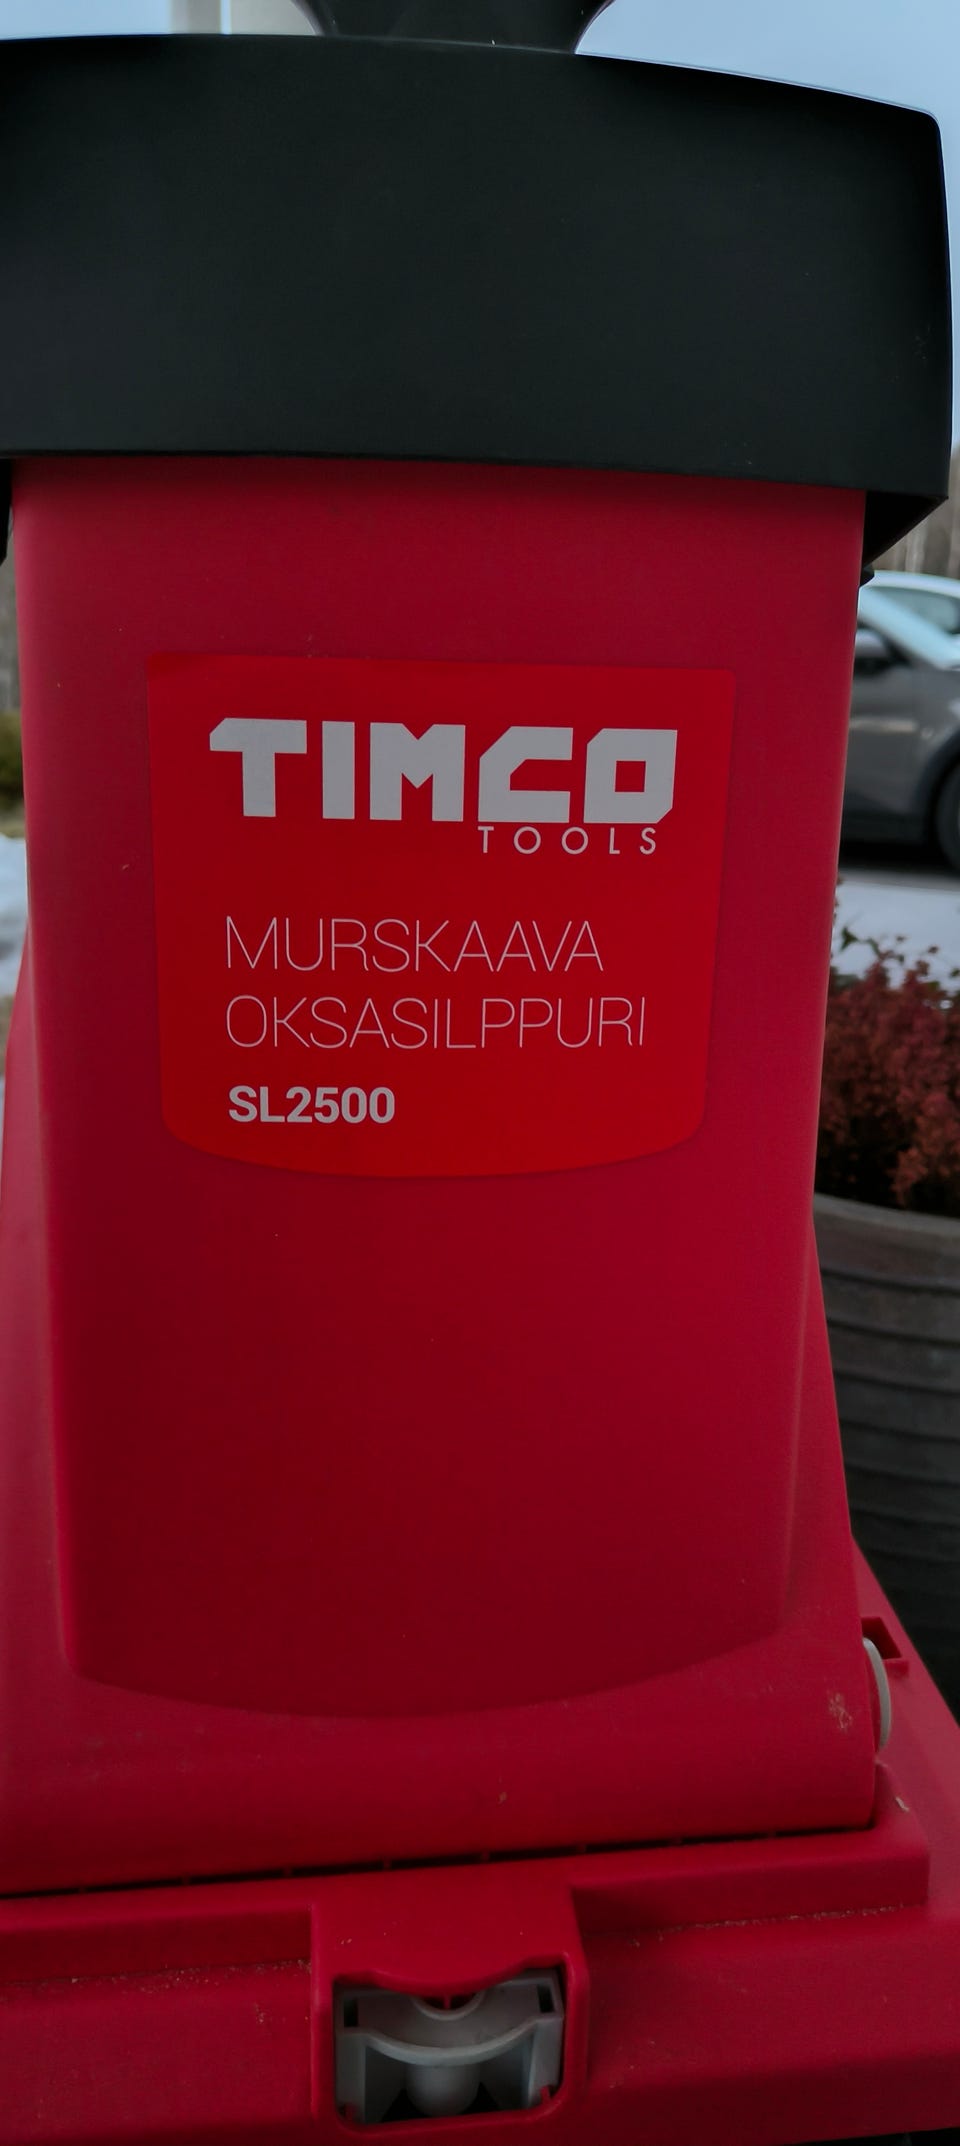 TIMCO
TOOLS
MURSKAAVA
OKSASILPPURI
SL2500